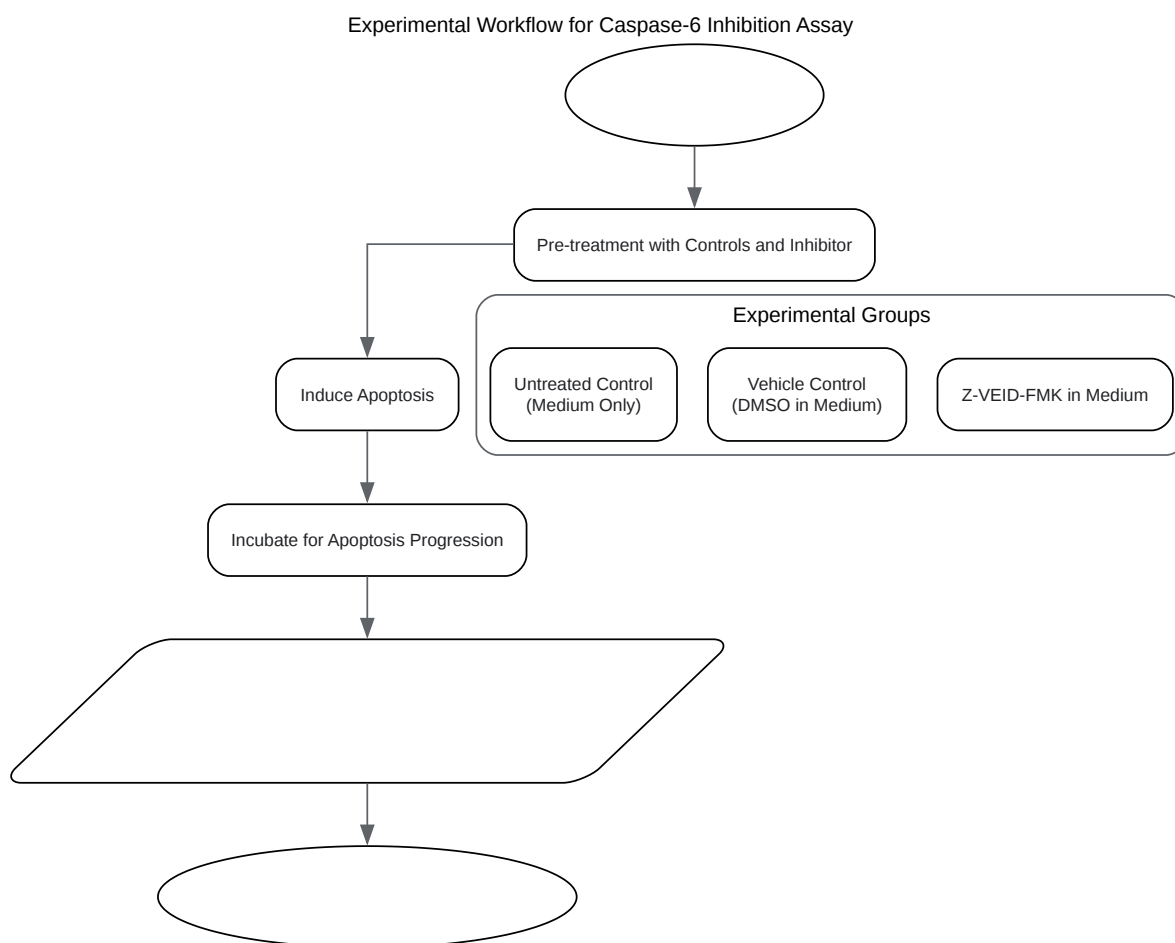 Experimental Workflow for Caspase-6 Inhibition Assay
Pre-treatment with Controls and Inhibitor
Experimental Groups
Induce Apoptosis
Untreated Control
(Medium Only)
Vehicle Control
(DMSO in Medium)
Z-VEID-FMK in Medium
Incubate for Apoptosis Progression